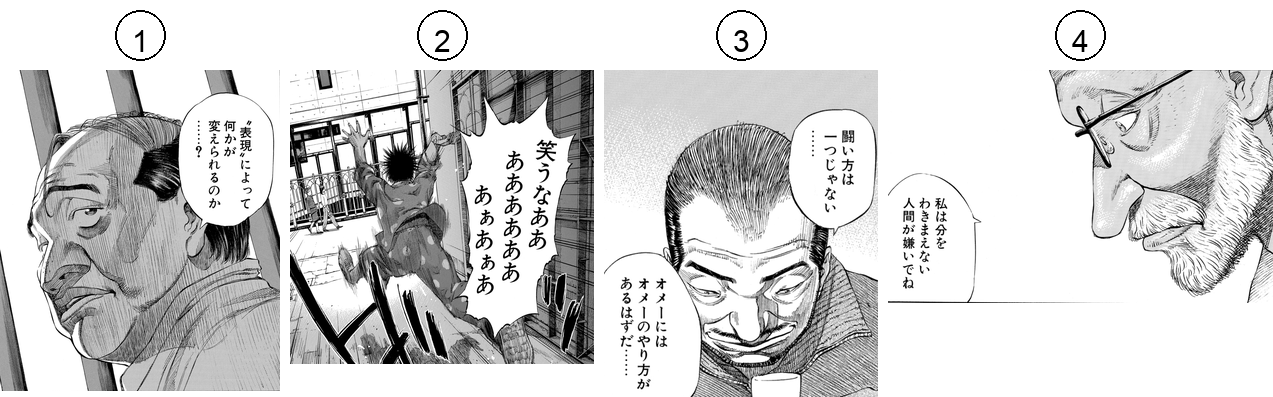 1
2
3
4
“表現”によって
何かが
変えられるのか
……?
笑うなああ
あああああ
あぁあぁあ
闘い方は
一つじゃない
……
オメーには
オメーのやり方が
あるはずだ……
私は分を
わきまえない
人間が嫌いでね